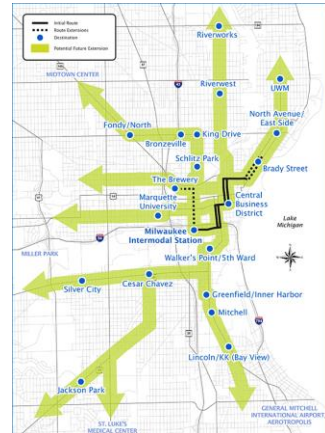 Initial Route
Route Extensions
Destination
Potential Future Extension
Riverworks
MIDTOWN CENTER
Riverwest
UWM
North Avenue/
East Side
Fondy/North
King Drive
Bronzeville
Schlitz Park
Brady Street
The Brewery
Marquette
University
Central
Business
District
Lake
Michigan
Milwaukee
Intermodal Station
MILLER PARK
Walker's Point/5th Ward
Silver City
Cesar Chavez
Greenfield/Inner Harbor
Mitchell
Lincoln/KK (Bay View)
Jackson Park
ST. LUKE'S
MEDICAL CENTER
GENERAL MITCHELL
INTERNATIONAL AIRPORT
AEROTROPOLIS